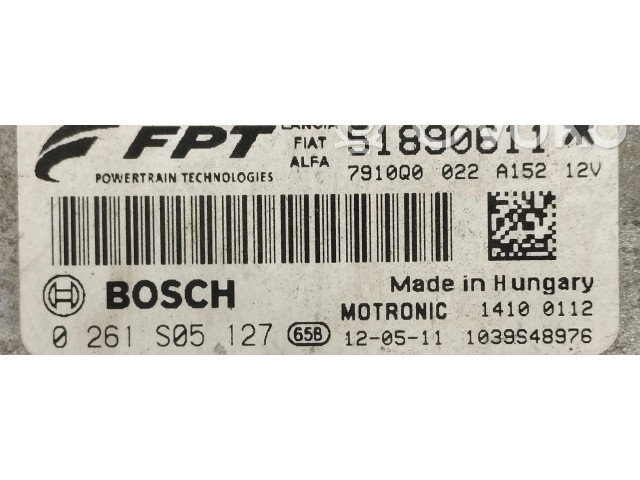 FPT
POWERTRAIN TECHNOLOGIES
LANCIA
FIAT
ALFA
51890611
7910Q0 022 A152 12V
BOSCH
Made in Hungary
MOTRONIC 1410 0112
0 261 S05 127 65B 12-05-11 1039S48976